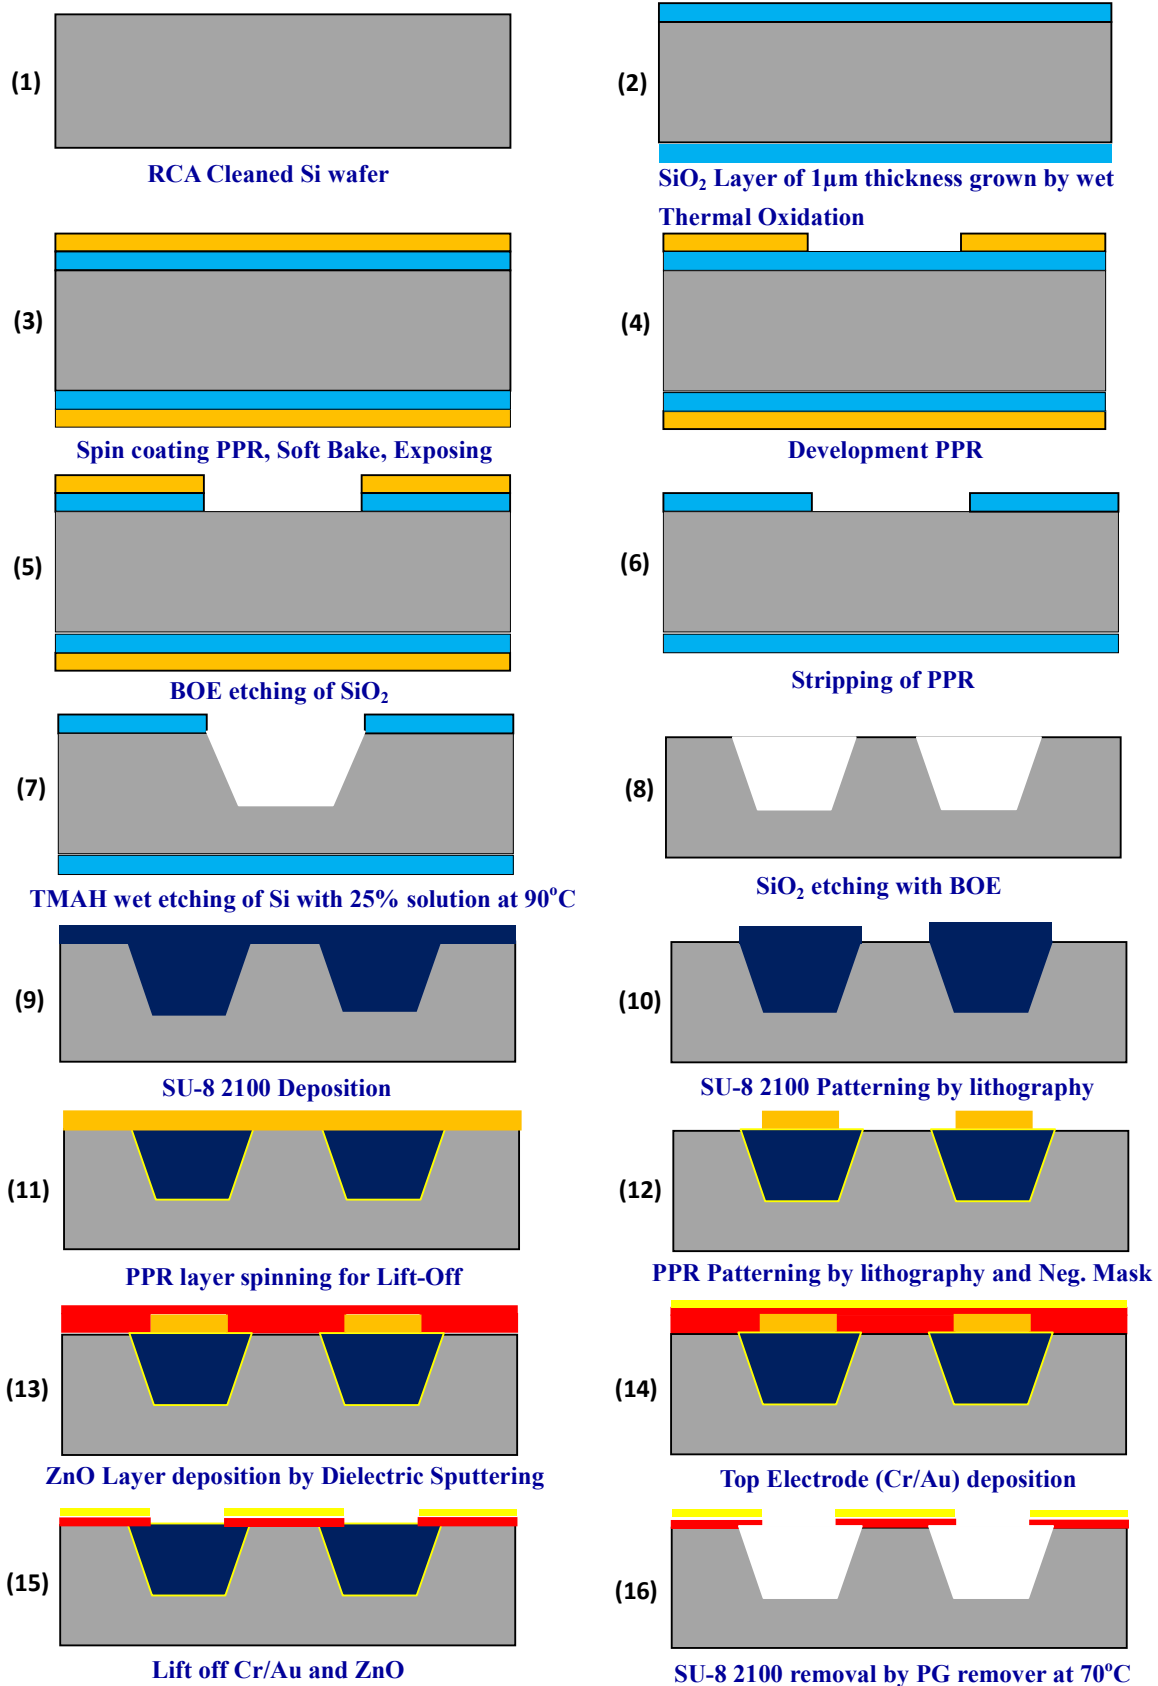 (1)
RCA Cleaned Si wafer
(2)
SiO₂ Layer of 1μm thickness grown by wet
Thermal Oxidation
(3)
Spin coating PPR, Soft Bake, Exposing
(4)
Development PPR
(5)
BOE etching of SiO₂
(6)
Stripping of PPR
(7)
TMAH wet etching of Si with 25% solution at 90°C
(8)
SiO₂ etching with BOE
(9)
SU-8 2100 Deposition
(10)
SU-8 2100 Patterning by lithography
(11)
PPR layer spinning for Lift-Off
(12)
PPR Patterning by lithography and Neg. Mask
(13)
ZnO Layer deposition by Dielectric Sputtering
(14)
Top Electrode (Cr/Au) deposition
(15)
Lift off Cr/Au and ZnO
(16)
SU-8 2100 removal by PG remover at 70°C